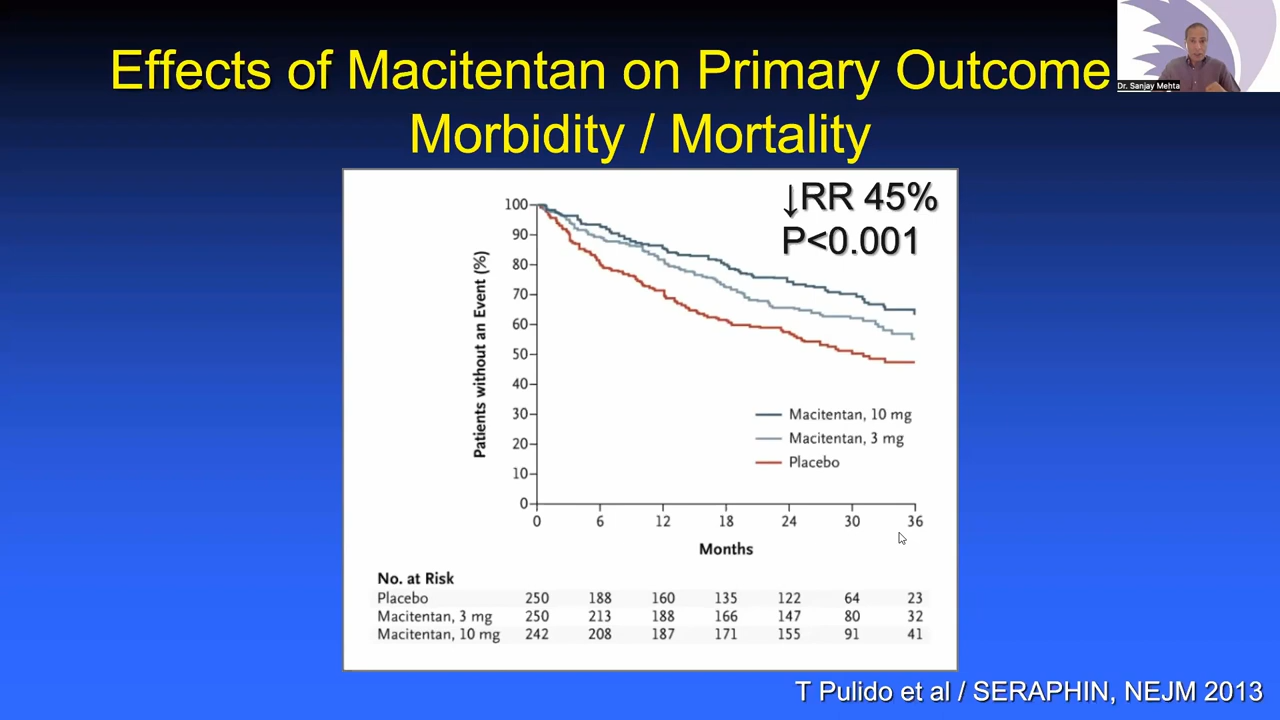 Effects of Macitentan on Primary Outcome
Morbidity / Mortality
Dr. Sanjay Mehta
↓RR 45%
P<0.001
Patients without an Event (%)
100
90
80
70
60
50
40
30
20
10
0
Macitentan, 10 mg
Macitentan, 3 mg
Placebo
0 6 12 18 24 30 36
Months
No. at Risk
Placebo 250 188 160 135 122 64 23
Macitentan, 3 mg 250 213 188 166 147 80 32
Macitentan, 10 mg 242 208 187 171 155 91 41
T Pulido et al / SERAPHIN, NEJM 2013